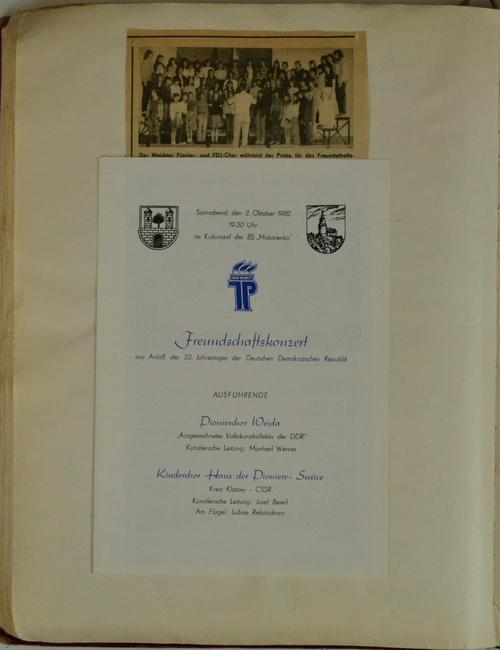 Der Weidaer Pionier- und FDJ-Chor während der Probe für das Freundschafts-
Sonnabend, den 2. Oktober 1982
19.30 Uhr
im Kultursaal der BS „Makarenko"
Freundschaftskonzert
aus Anlaß des 33. Jahrestages der Deutschen Demokratischen Republik
AUSFÜHRENDE
Pionierchor Weida
„Ausgezeichnetes Volkskunstkollektiv der DDR"
Künstlerische Leitung: Manfred Werner
Kinderchor "Haus der Pioniere" Susice
Kreis Klatovy - CSSR
Künstlerische Leitung: Josef Beierl
Am Flügel: Lubise Rebstockova